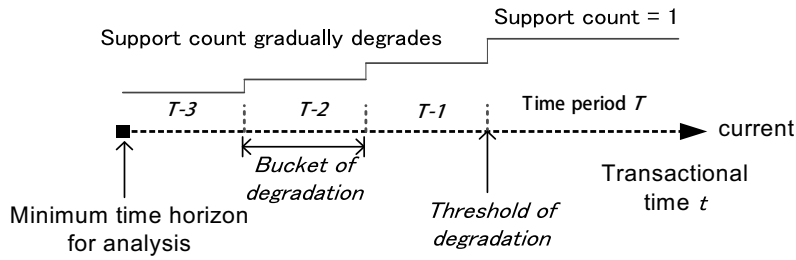 Support count = 1
Support count gradually degrades
T-3
T-2
T-1
Time period T
current
Bucket of
degradation
Transactional
time t
Minimum time horizon
for analysis
Threshold of
degradation